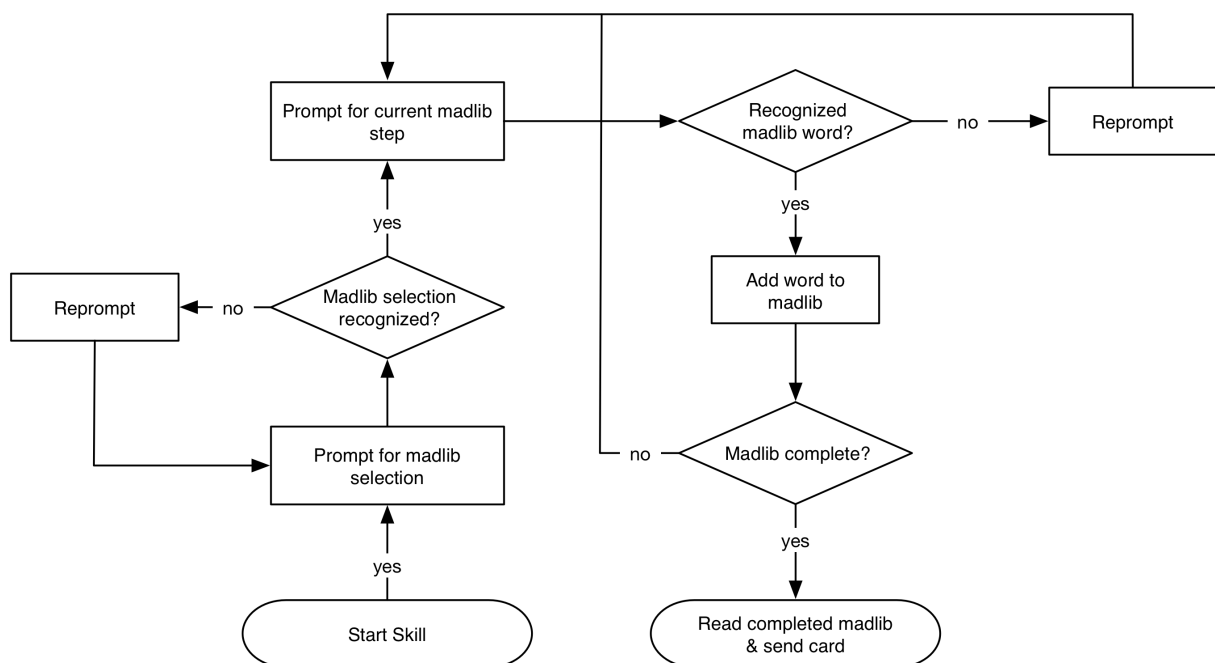 Prompt for current madlib
step
Recognized
madlib word?
no
Reprompt
yes
yes
Reprompt
no
Madlib selection
recognized?
Add word to
madlib
Prompt for madlib
selection
no
Madlib complete?
yes
yes
Start Skill
Read completed madlib
& send card